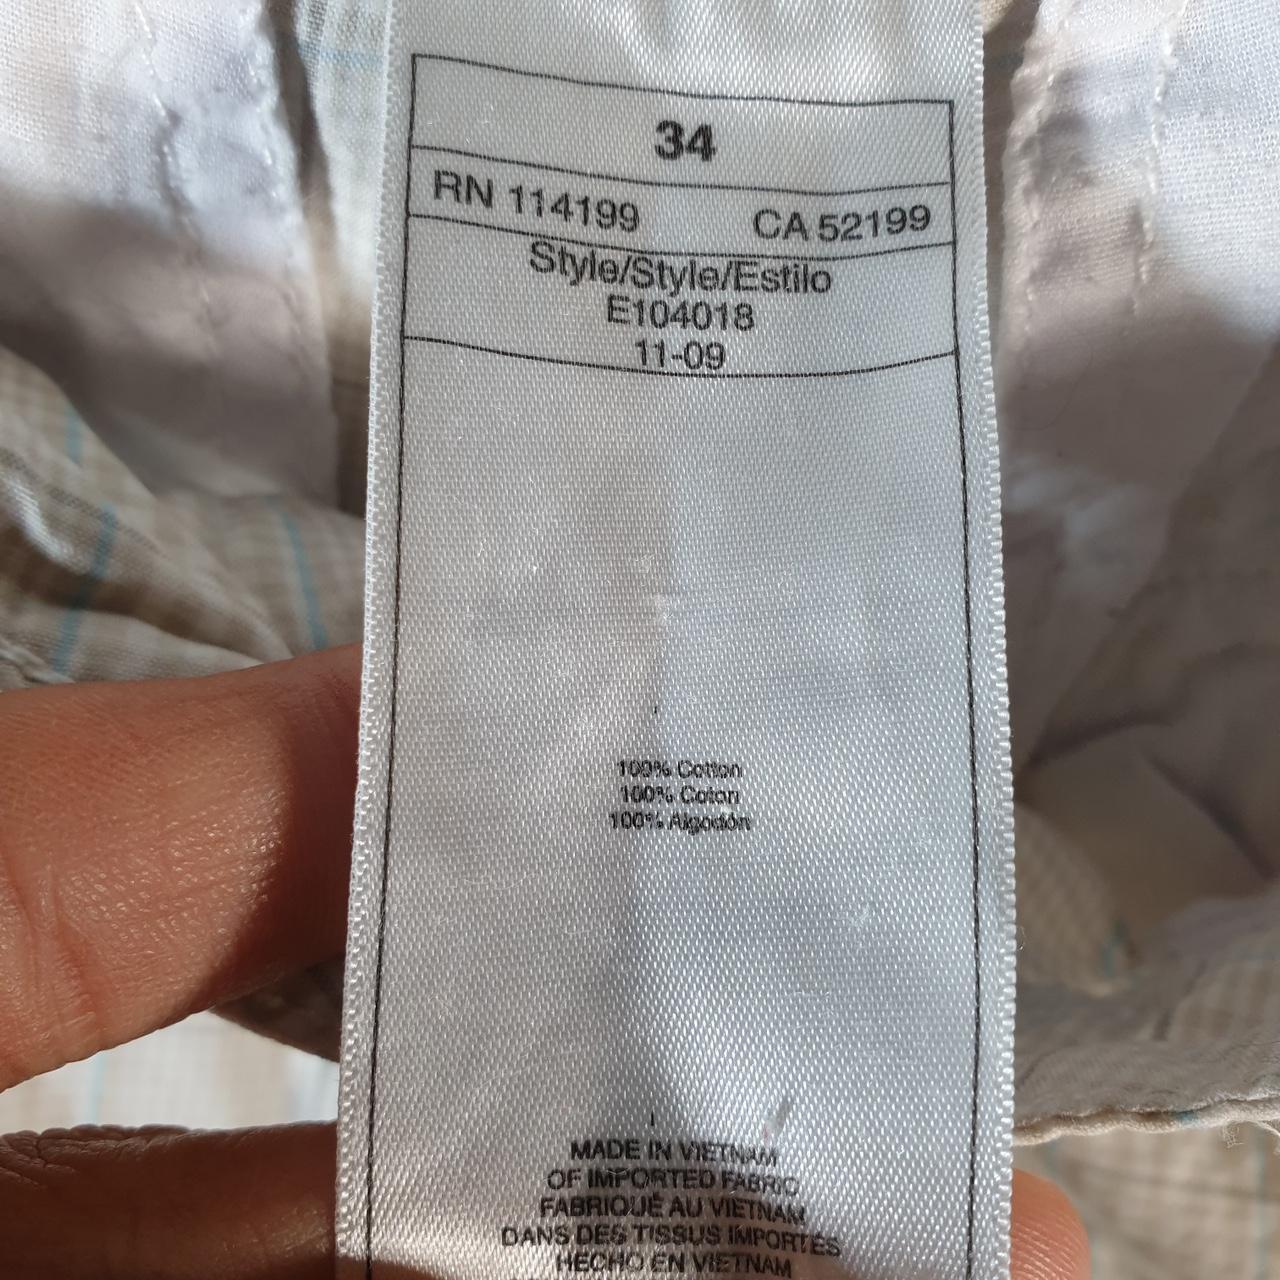 34
RN 114199 CA 52199
Style/Style/Estilo
E104018
11-09
100% Cotton
100% Coton
100% Algodón
MADE IN VIETNAM
OF IMPORTED FABRIC
FABRIQUÉ AU VIETNAM
DANS DES TISSUS IMPORTÉS
HECHO EN VIETNAM